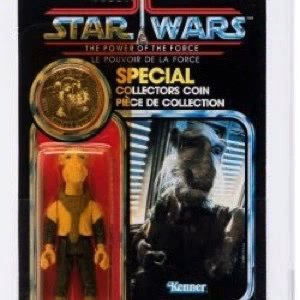 STAR WARS
THE POWER OF THE FORCE
LE POUVOIR DE LA FORCE
SPECIAL
COLLECTORS COIN
PIÈCE DE COLLECTION
Kenner